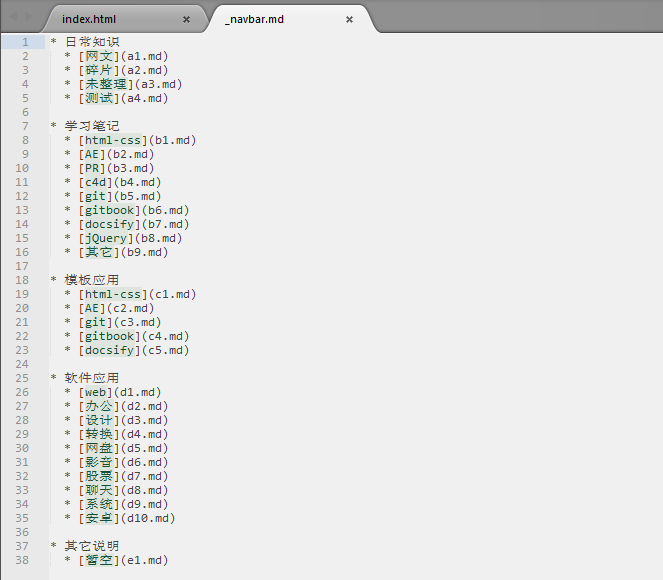 index.html × _navbar.md ×
1 * 日常知识
2 * [网文](a1.md)
3 * [碎片](a2.md)
4 * [未整理](a3.md)
5 * [测试](a4.md)
6
7 * 学习笔记
8 * [html-css](b1.md)
9 * [AE](b2.md)
10 * [PR](b3.md)
11 * [c4d](b4.md)
12 * [git](b5.md)
13 * [gitbook](b6.md)
14 * [docsify](b7.md)
15 * [jQuery](b8.md)
16 * [其它](b9.md)
17
18 * 模板应用
19 * [html-css](c1.md)
20 * [AE](c2.md)
21 * [git](c3.md)
22 * [gitbook](c4.md)
23 * [docsify](c5.md)
24
25 * 软件应用
26 * [web](d1.md)
27 * [办公](d2.md)
28 * [设计](d3.md)
29 * [转换](d4.md)
30 * [网盘](d5.md)
31 * [影音](d6.md)
32 * [股票](d7.md)
33 * [聊天](d8.md)
34 * [系统](d9.md)
35 * [安卓](d10.md)
36
37 * 其它说明
38 * [暂空](e1.md)